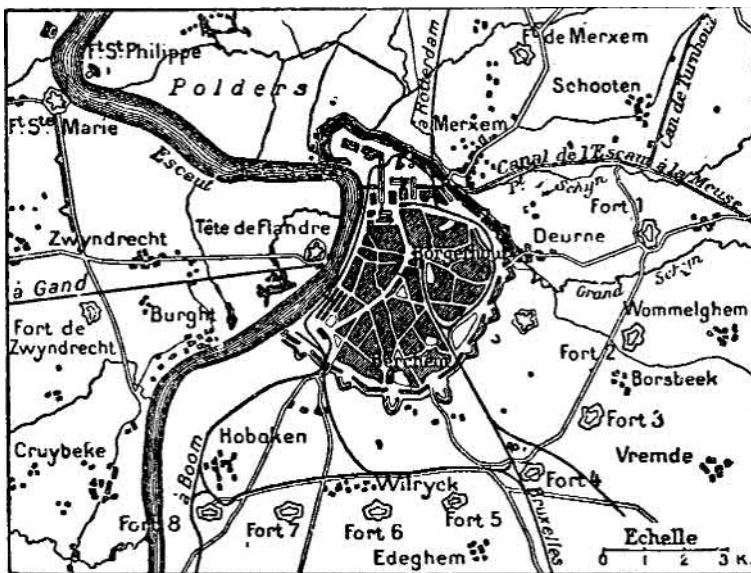 Ft St Philippe
Polders
Ft Ste Marie
Escaut
à Rotterdam
Ft de Merxem
Schooten
Can. de Turnhout
Merxem
Canal de l'Escaut à la Meuse
Pt Schijn
Fort 1
Zwyndrecht
Tête de Flandre
Borgerhout
Deurne
à Gand
Grand Schijn
Fort de
Zwyndrecht
Burght
Wommelghem
Fort 2
Berchem
Borsbeek
Fort 3
Cruybeke
à Boom
Hoboken
Vremde
Wilryck
Fort 4
Fort 8
Fort 7
Fort 6
Fort 5
Bruxelles
Edeghem
Echelle
0 1 2 3 K